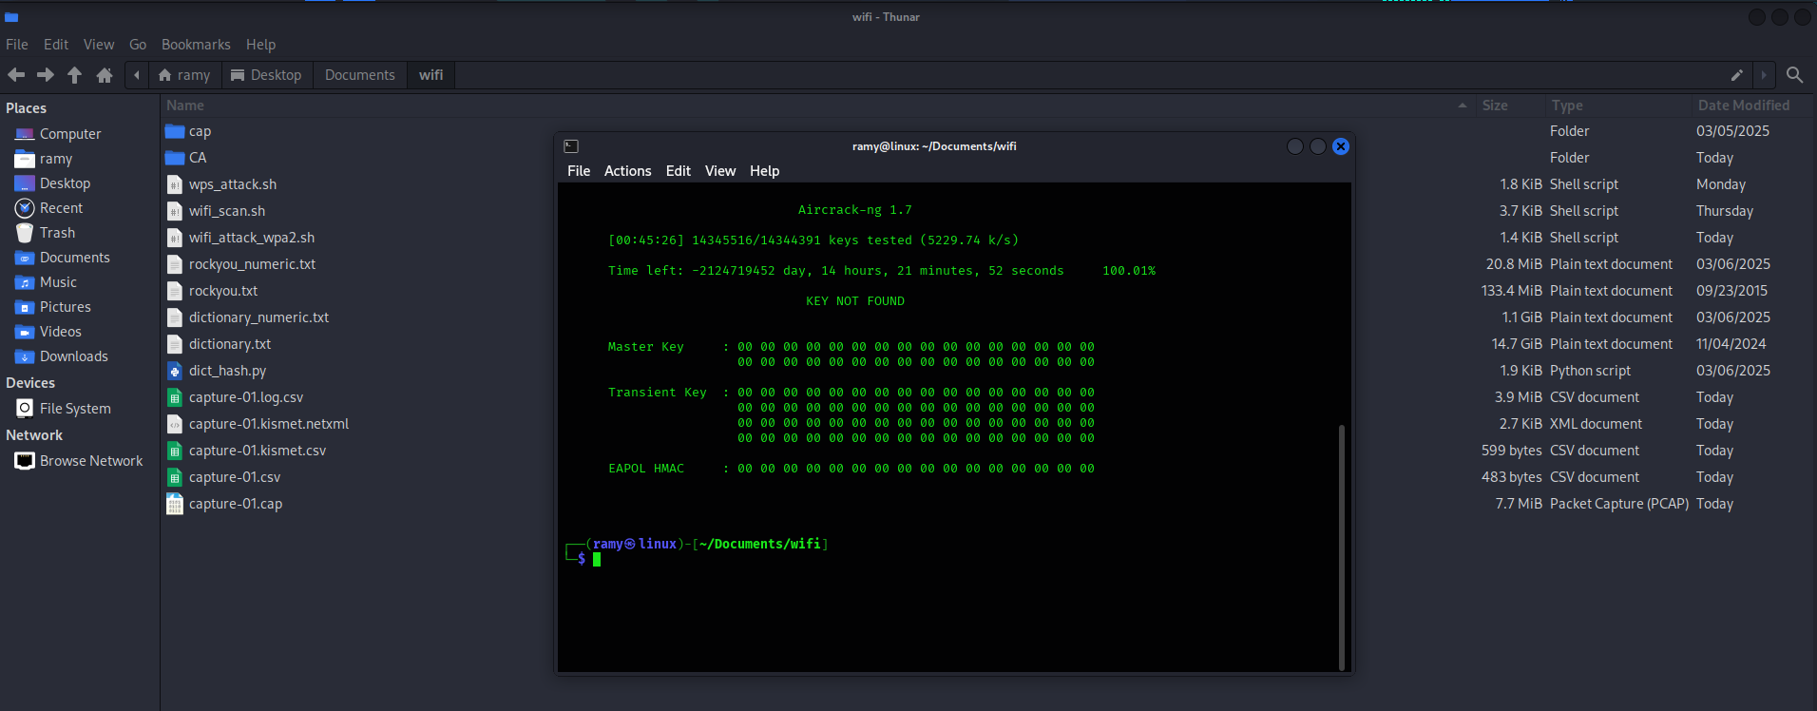 wifi - Thunar
File Edit View Go Bookmarks Help
ramy Desktop Documents wifi
Places
Computer
ramy
Desktop
Recent
Trash
Documents
Music
Pictures
Videos
Downloads
Devices
File System
Network
Browse Network
Name Size Type Date Modified
cap Folder 03/05/2025
CA Folder Today
wps_attack.sh 1.8 KiB Shell script Monday
wifi_scan.sh 3.7 KiB Shell script Thursday
wifi_attack_wpa2.sh 1.4 KiB Shell script Today
rockyou_numeric.txt 20.8 MiB Plain text document 03/06/2025
rockyou.txt 133.4 MiB Plain text document 09/23/2015
dictionary_numeric.txt 1.1 GiB Plain text document 03/06/2025
dictionary.txt 14.7 GiB Plain text document 11/04/2024
dict_hash.py 1.9 KiB Python script 03/06/2025
capture-01.log.csv 3.9 MiB CSV document Today
capture-01.kismet.netxml 2.7 KiB XML document Today
capture-01.kismet.csv 599 bytes CSV document Today
capture-01.csv 483 bytes CSV document Today
capture-01.cap 7.7 MiB Packet Capture (PCAP) Today
ramy@linux: ~/Documents/wifi
File Actions Edit View Help
Aircrack-ng 1.7
[00:45:26] 14345516/14344391 keys tested (5229.74 k/s)
Time left: -2124719452 day, 14 hours, 21 minutes, 52 seconds 100.01%
KEY NOT FOUND
Master Key : 00 00 00 00 00 00 00 00 00 00 00 00 00 00 00 00
00 00 00 00 00 00 00 00 00 00 00 00 00 00 00 00
Transient Key : 00 00 00 00 00 00 00 00 00 00 00 00 00 00 00 00
00 00 00 00 00 00 00 00 00 00 00 00 00 00 00 00
00 00 00 00 00 00 00 00 00 00 00 00 00 00 00 00
00 00 00 00 00 00 00 00 00 00 00 00 00 00 00 00
EAPOL HMAC : 00 00 00 00 00 00 00 00 00 00 00 00 00 00 00 00
┌──(ramy㉿linux)-[~/Documents/wifi]
└─$